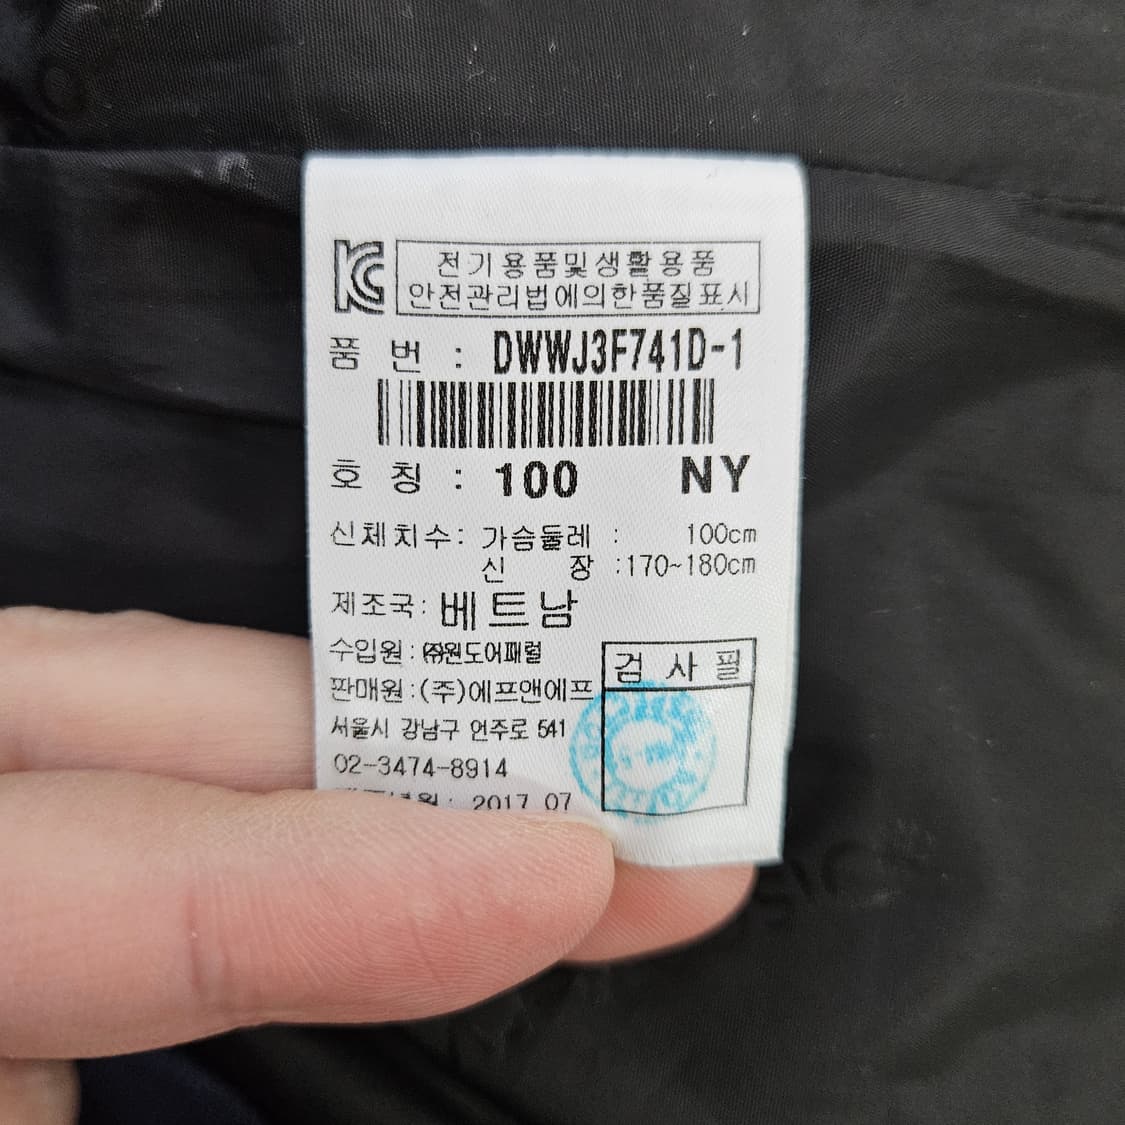 KC 전기용품및생활용품
안전관리법에의한품질표시
품 번 : DWWJ3F741D-1
호 칭 : 100 NY
신체치수: 가슴둘레 : 100cm
신 장 :170~180cm
제조국: 베트남
수입원:㈜원도어패럴
판매원:(주)에프앤에프
서울시 강남구 언주로 541
02-3474-8914
2017 07
검 사 필